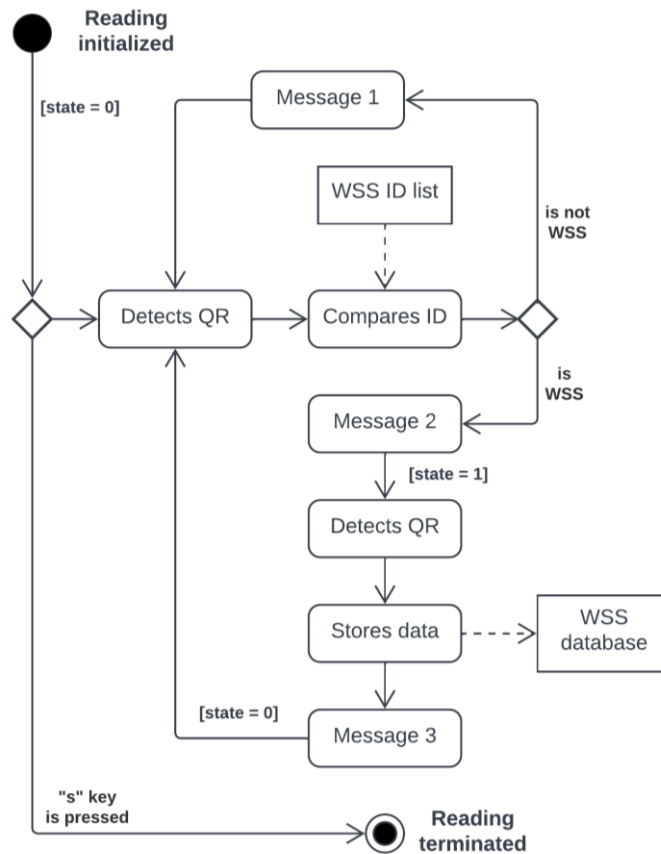 Reading
initialized
[state = 0]
Message 1
WSS ID list
is not
WSS
Detects QR
Compares ID
is
WSS
Message 2
[state = 1]
Detects QR
Stores data
WSS
database
[state = 0]
Message 3
"s" key
is pressed
Reading
terminated